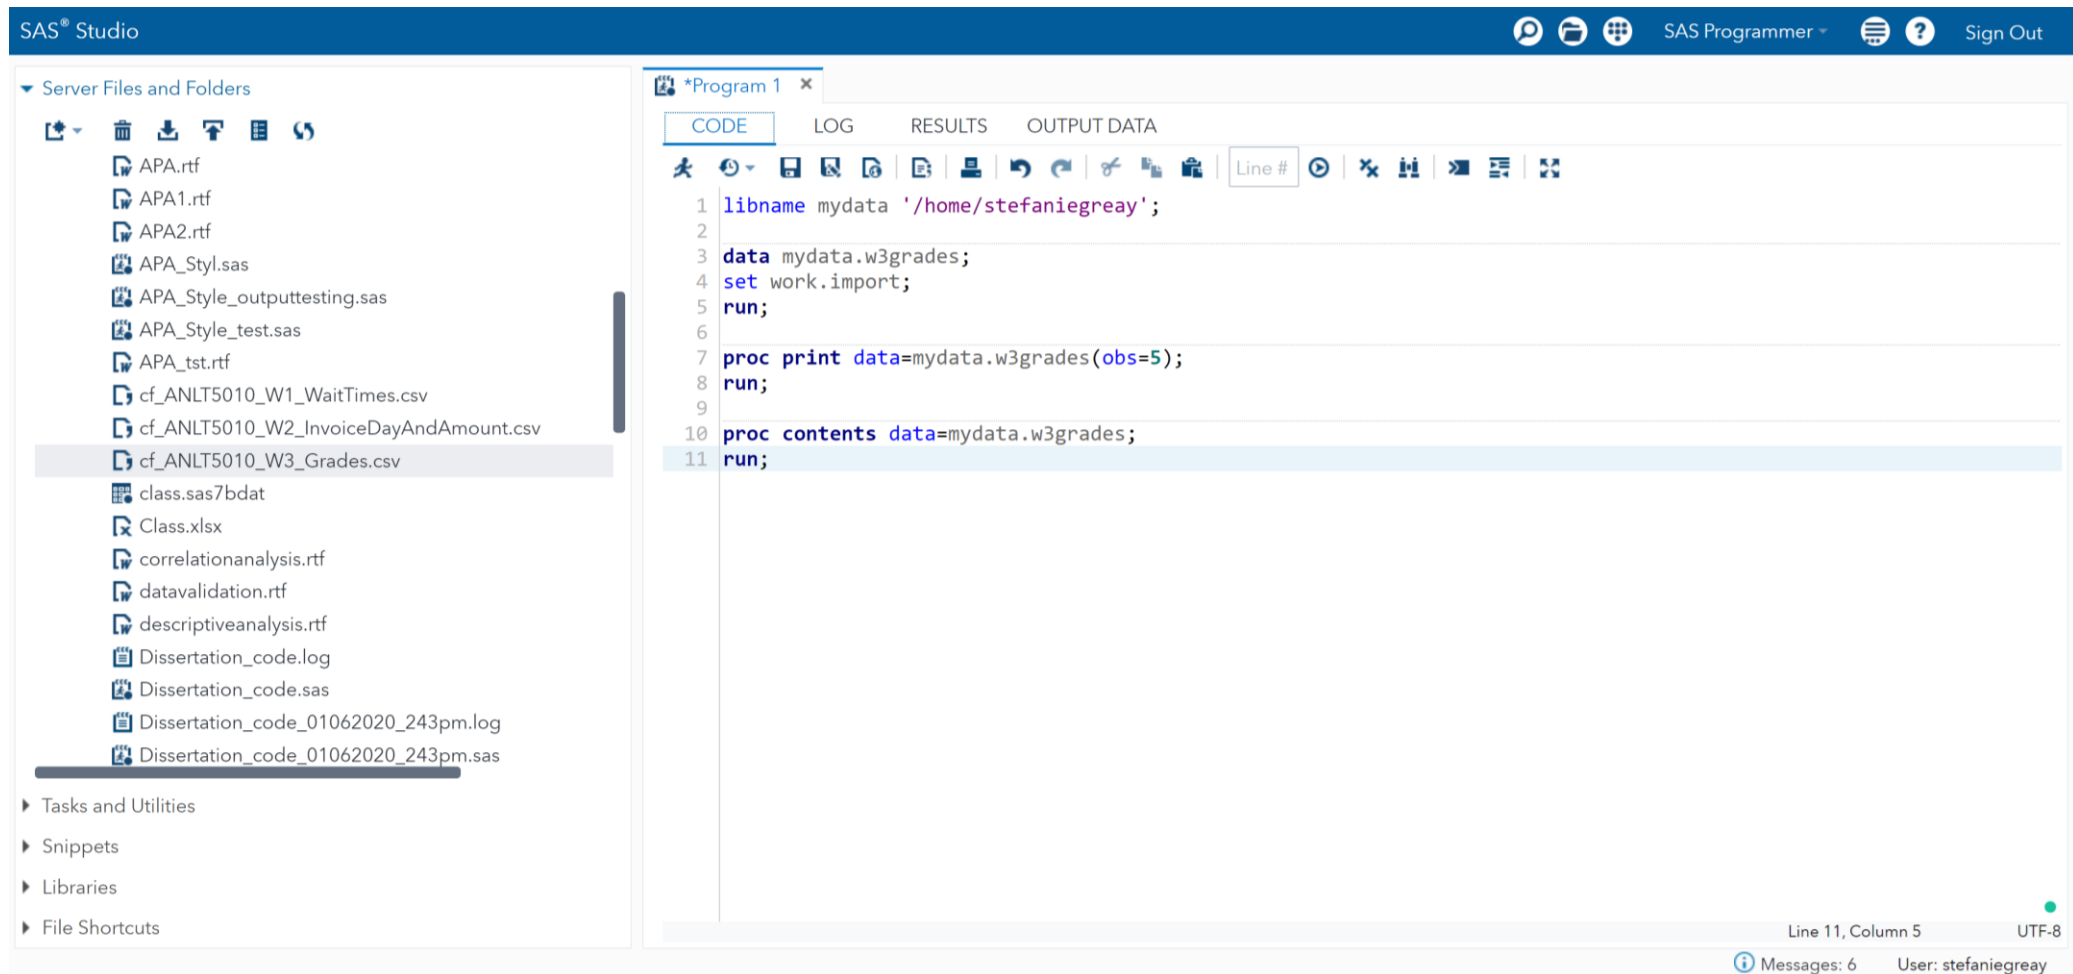 SAS® Studio
SAS Programmer
Sign Out
Server Files and Folders
APA.rtf
APA1.rtf
APA2.rtf
APA_Styl.sas
APA_Style_outputtesting.sas
APA_Style_test.sas
APA_tst.rtf
cf_ANLT5010_W1_WaitTimes.csv
cf_ANLT5010_W2_InvoiceDayAndAmount.csv
cf_ANLT5010_W3_Grades.csv
class.sas7bdat
Class.xlsx
correlationanalysis.rtf
datavalidation.rtf
descriptiveanalysis.rtf
Dissertation_code.log
Dissertation_code.sas
Dissertation_code_01062020_243pm.log
Dissertation_code_01062020_243pm.sas
Tasks and Utilities
Snippets
Libraries
File Shortcuts
*Program 1
CODE LOG RESULTS OUTPUT DATA
Line #
1 libname mydata '/home/stefaniegreay';
2
3 data mydata.w3grades;
4 set work.import;
5 run;
6
7 proc print data=mydata.w3grades(obs=5);
8 run;
9
10 proc contents data=mydata.w3grades;
11 run;
Line 11, Column 5 UTF-8
Messages: 6 User: stefaniegreay